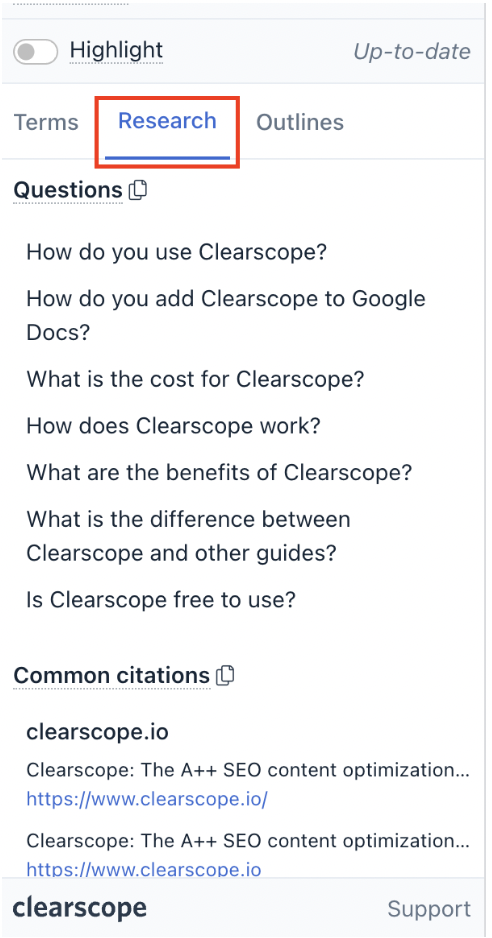 Highlight
Up-to-date
Terms
Research
Outlines
Questions
How do you use Clearscope?
How do you add Clearscope to Google
Docs?
What is the cost for Clearscope?
How does Clearscope work?
What are the benefits of Clearscope?
What is the difference between
Clearscope and other guides?
Is Clearscope free to use?
Common citations
clearscope.io
Clearscope: The A++ SEO content optimization...
https://www.clearscope.io/
Clearscope: The A++ SEO content optimization...
https://www.clearscope.io
clearscope
Support